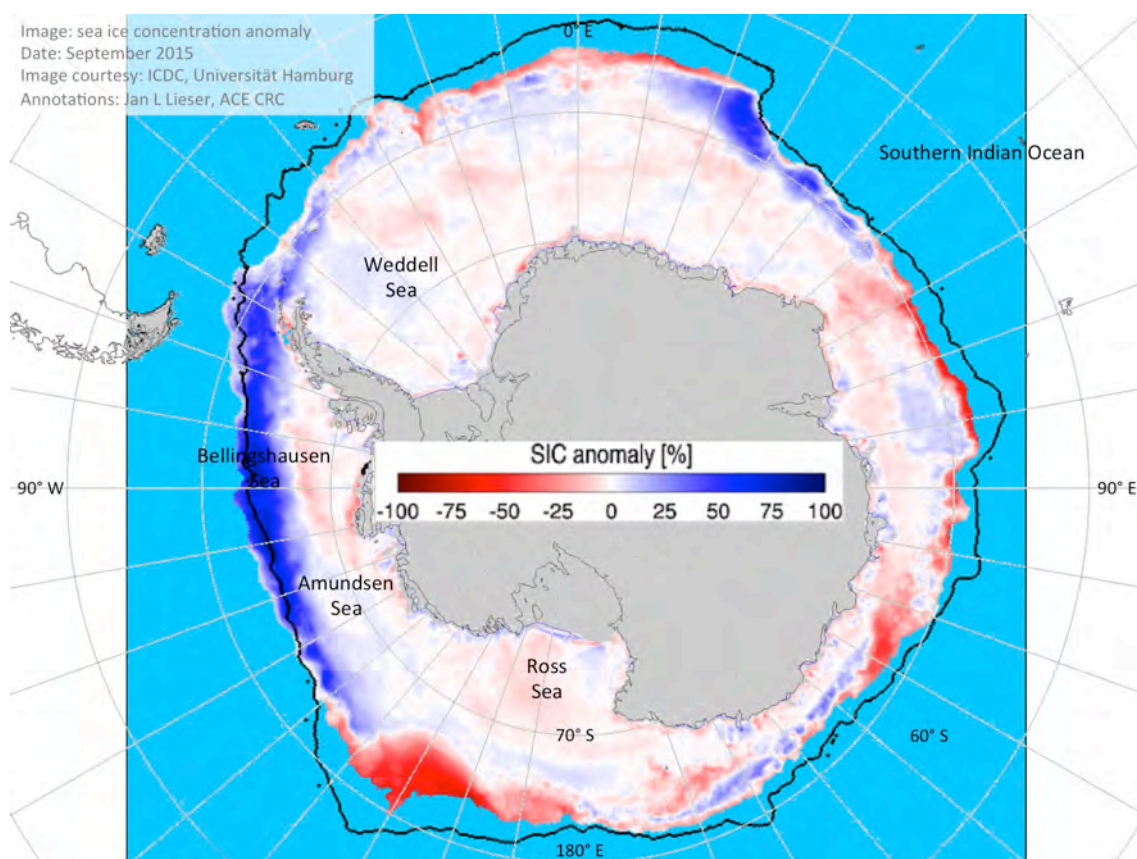 Image: sea ice concentration anomaly
Date: September 2015
Image courtesy: ICDC, Universität Hamburg
Annotations: Jan L Lieser, ACE CRC
0° E
Southern Indian Ocean
Weddell
Sea
Bellingshausen
Sea
SIC anomaly [%]
-100 -75 -50 -25 0 25 50 75 100
90° W
90° E
Amundsen
Sea
Ross
Sea
70° S
60° S
180° E